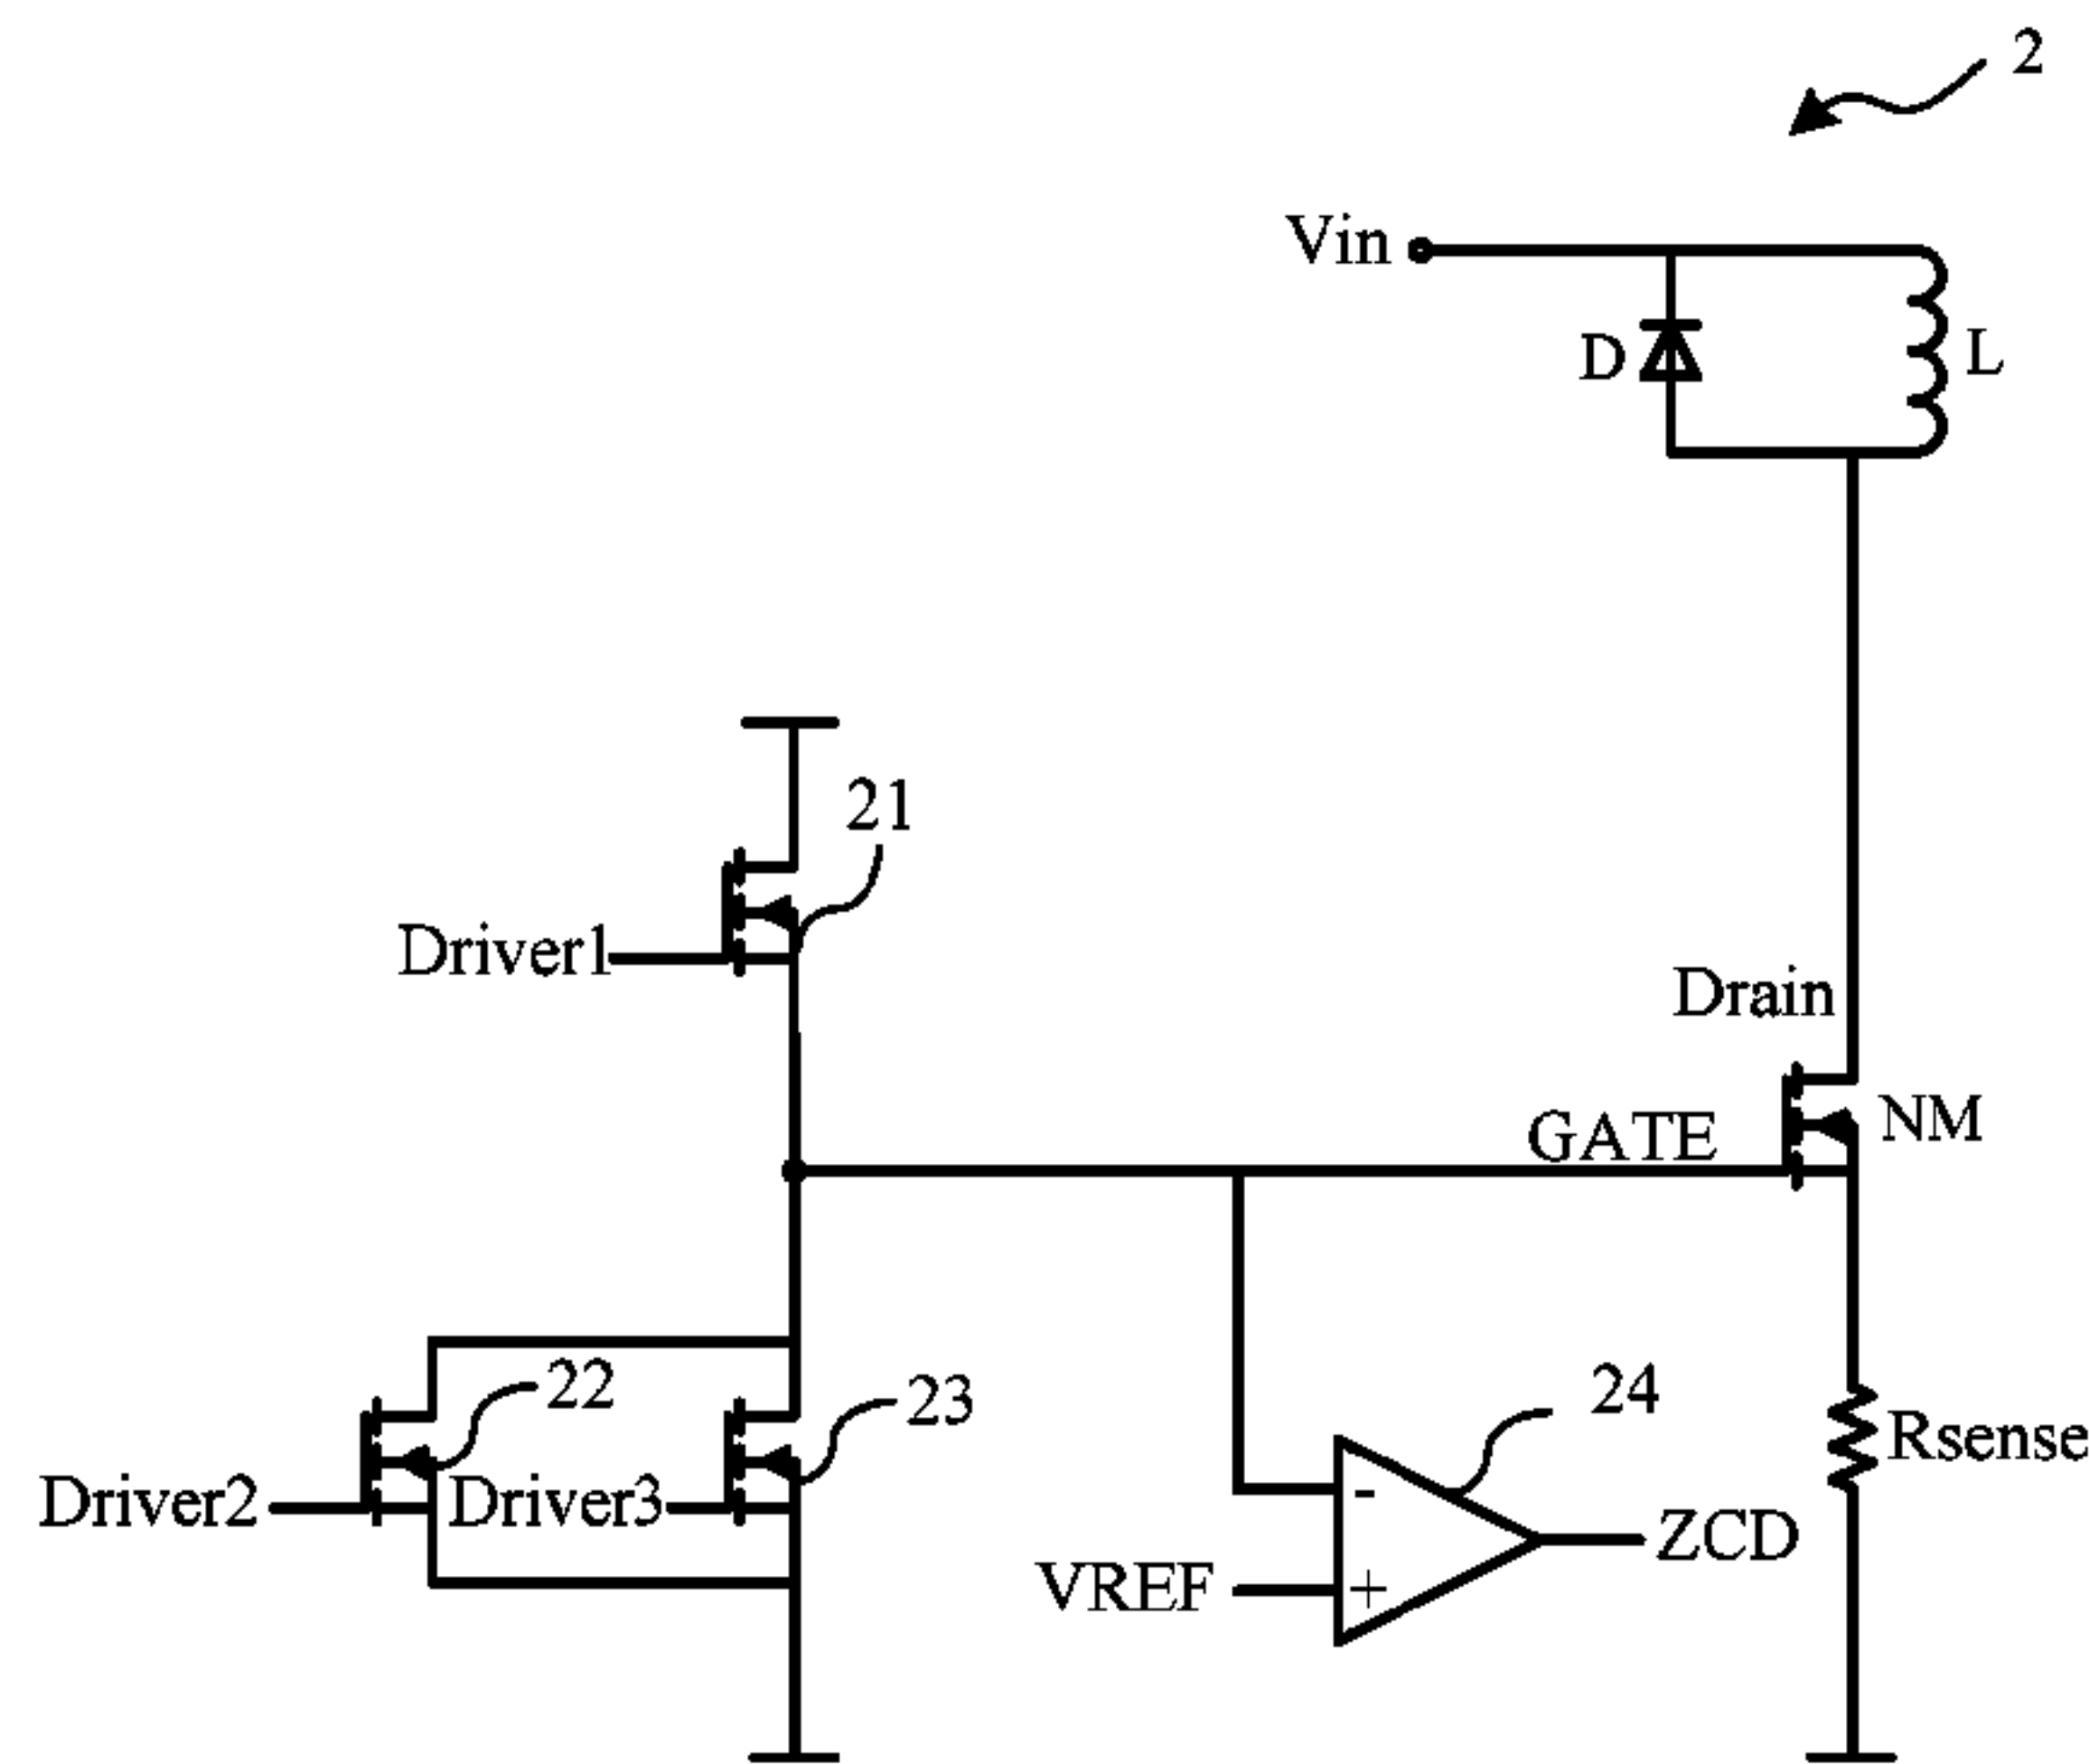 2
Vin
D
L
21
Driver1
Drain
GATE
NM
22
23
24
Driver2
Driver3
-
+
VREF
ZCD
Rsense